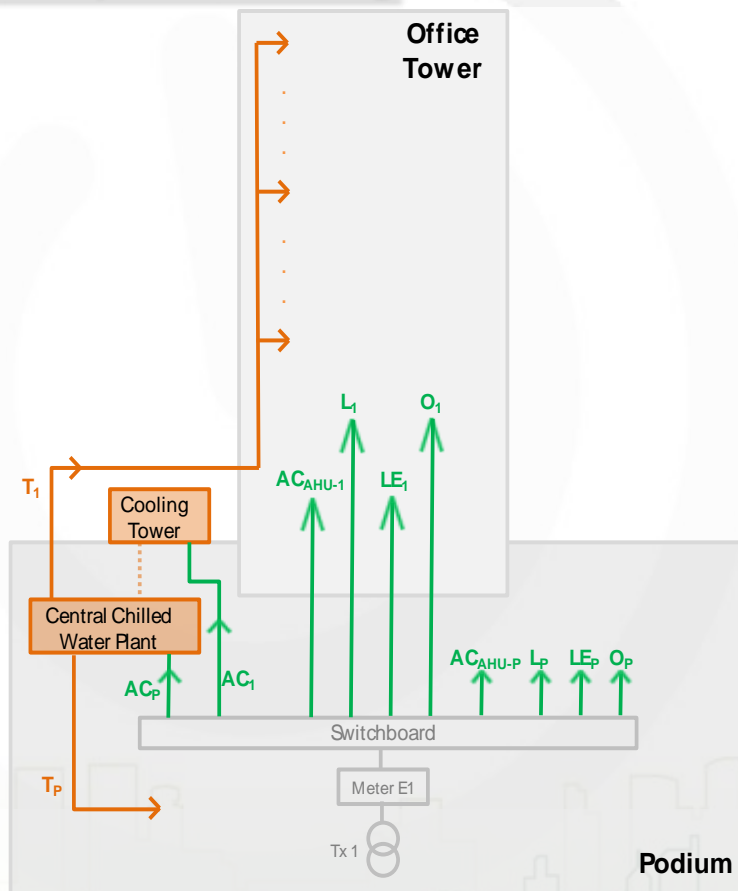 Office
Tower
L1
O1
ACAHU-1
LE1
T1
Cooling
Tower
Central Chilled
Water Plant
ACP
AC1
ACAHU-P
LP
LEP
OP
Switchboard
TP
Meter E1
Tx 1
Podium